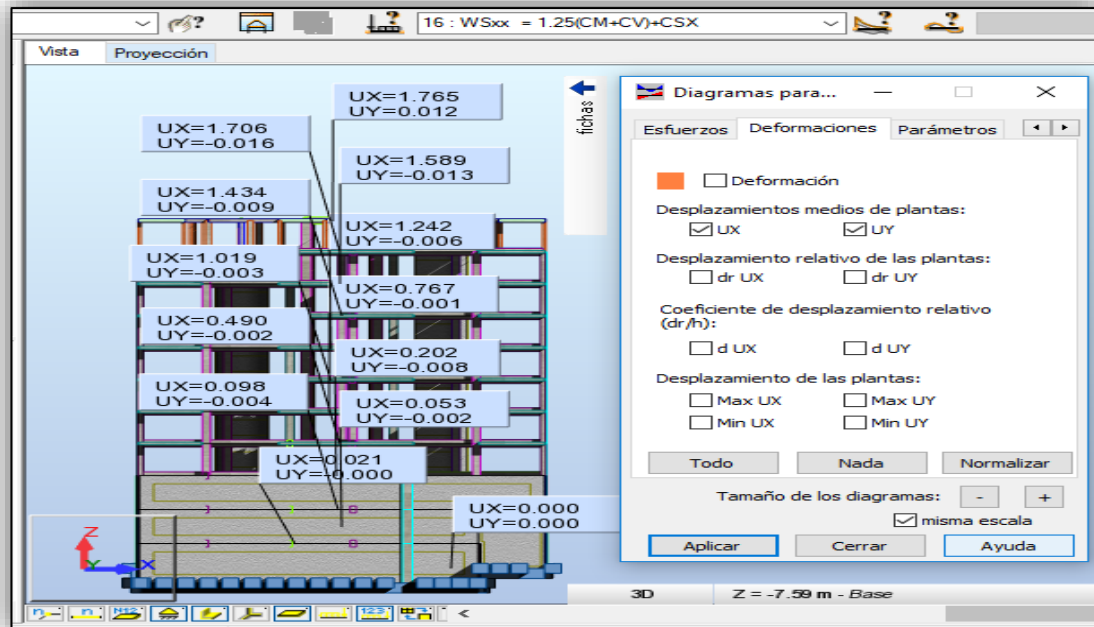 16 : WSxx  = 1.25(CM+CV)+CSX
Vista
Proyección
UX=1.765
UY=0.012
UX=1.706
UY=-0.016
UX=1.589
UY=-0.013
UX=1.434
UY=-0.009
UX=1.242
UY=-0.006
UX=1.019
UY=-0.003
UX=0.767
UY=-0.001
UX=0.490
UY=-0.002
UX=0.202
UY=-0.008
UX=0.098
UY=-0.004
UX=0.053
UY=-0.002
UX=0.021
UY=-0.000
UX=0.000
UY=0.000
Z
Y
X
fichas
Diagramas para...
Esfuerzos
Deformaciones
Parámetros
Deformación
Desplazamientos medios de plantas:
UX
UY
Desplazamiento relativo de las plantas:
dr UX
dr UY
Coeficiente de desplazamiento relativo
(dr/h):
d UX
d UY
Desplazamiento de las plantas:
Max UX
Max UY
Min UX
Min UY
Todo
Nada
Normalizar
Tamaño de los diagramas:
-
+
misma escala
Aplicar
Cerrar
Ayuda
3D
Z = -7.59 m - Base